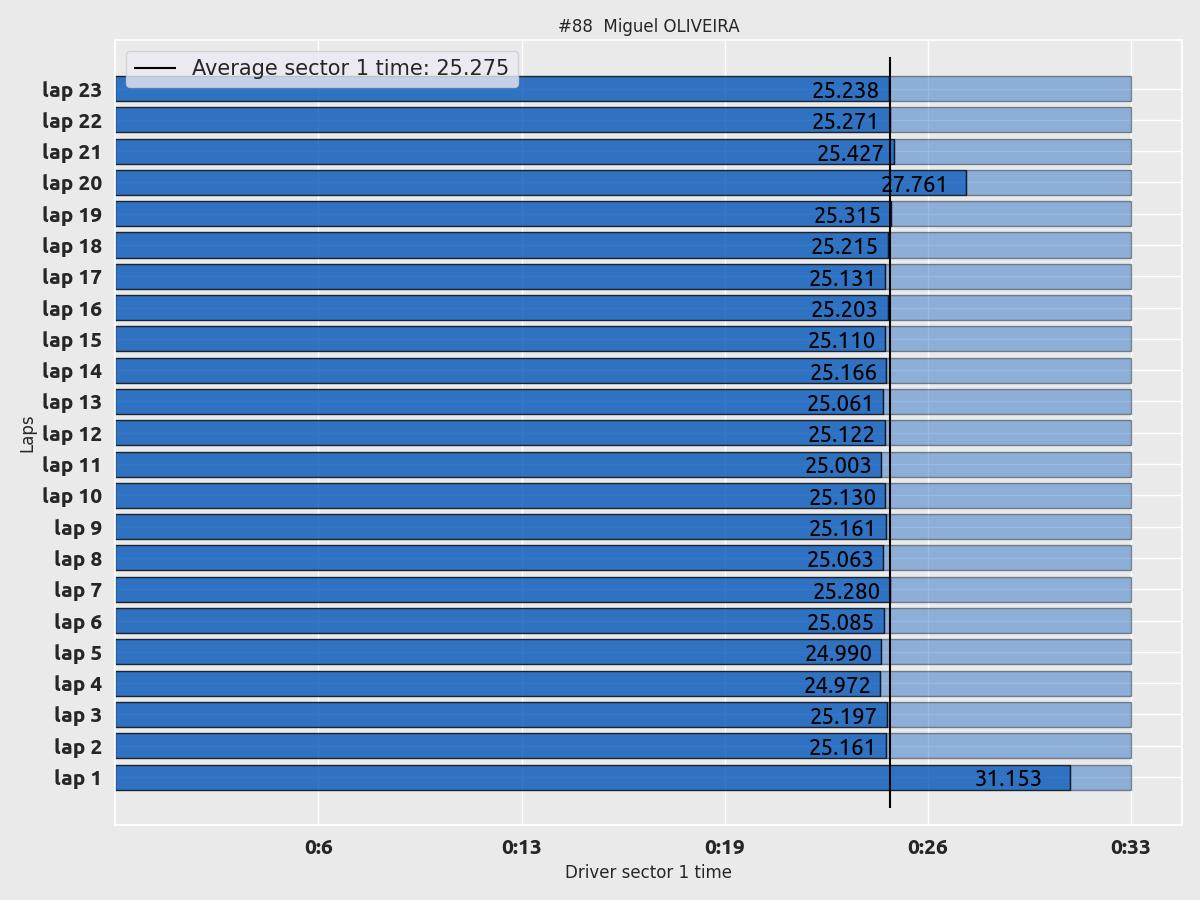 #88  Miguel OLIVEIRA
Average sector 1 time: 25.275
lap 23 25.238
lap 22 25.271
lap 21 25.427
lap 20 27.761
lap 19 25.315
lap 18 25.215
lap 17 25.131
lap 16 25.203
lap 15 25.110
lap 14 25.166
lap 13 25.061
lap 12 25.122
lap 11 25.003
lap 10 25.130
lap 9 25.161
lap 8 25.063
lap 7 25.280
lap 6 25.085
lap 5 24.990
lap 4 24.972
lap 3 25.197
lap 2 25.161
lap 1 31.153
Laps
0:6 0:13 0:19 0:26 0:33
Driver sector 1 time